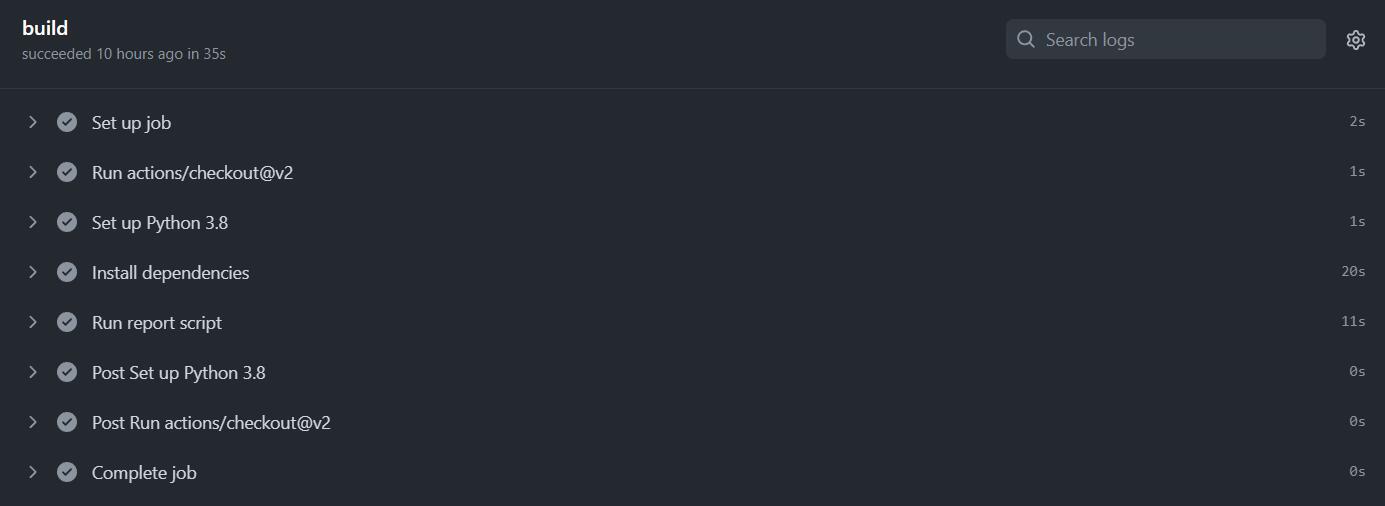 build
succeeded 10 hours ago in 35s
Search logs
Set up job 2s
Run actions/checkout@v2 1s
Set up Python 3.8 1s
Install dependencies 20s
Run report script 11s
Post Set up Python 3.8 0s
Post Run actions/checkout@v2 0s
Complete job 0s